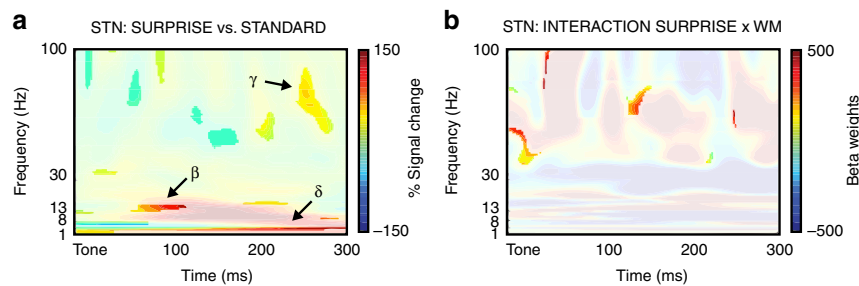 a
STN: SURPRISE vs. STANDARD
100
30
13
8
1
Frequency (Hz)
γ
β
δ
Tone 100 200 300
Time (ms)
150
−150
% Signal change
b
STN: INTERACTION SURPRISE x WM
100
30
13
8
1
Frequency (Hz)
Tone 100 200 300
Time (ms)
500
−500
Beta weights